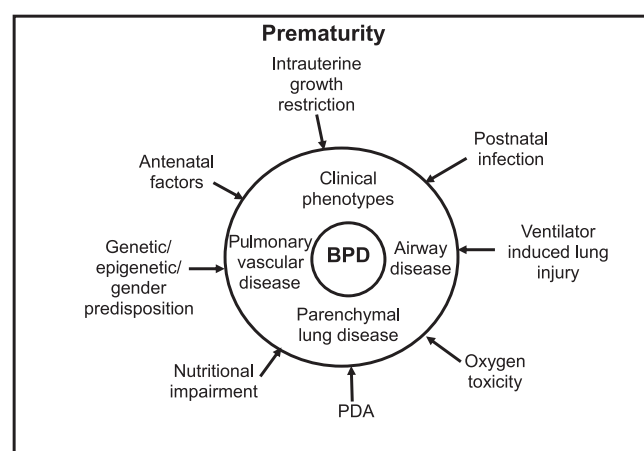 Prematurity
Intrauterine
growth
restriction
Postnatal
infection
Antenatal
factors
Clinical
phenotypes
Ventilator
induced lung
injury
Genetic/
epigenetic/
gender
predisposition
Pulmonary
vascular
disease
BPD
Airway
disease
Parenchymal
lung disease
Nutritional
impairment
PDA
Oxygen
toxicity